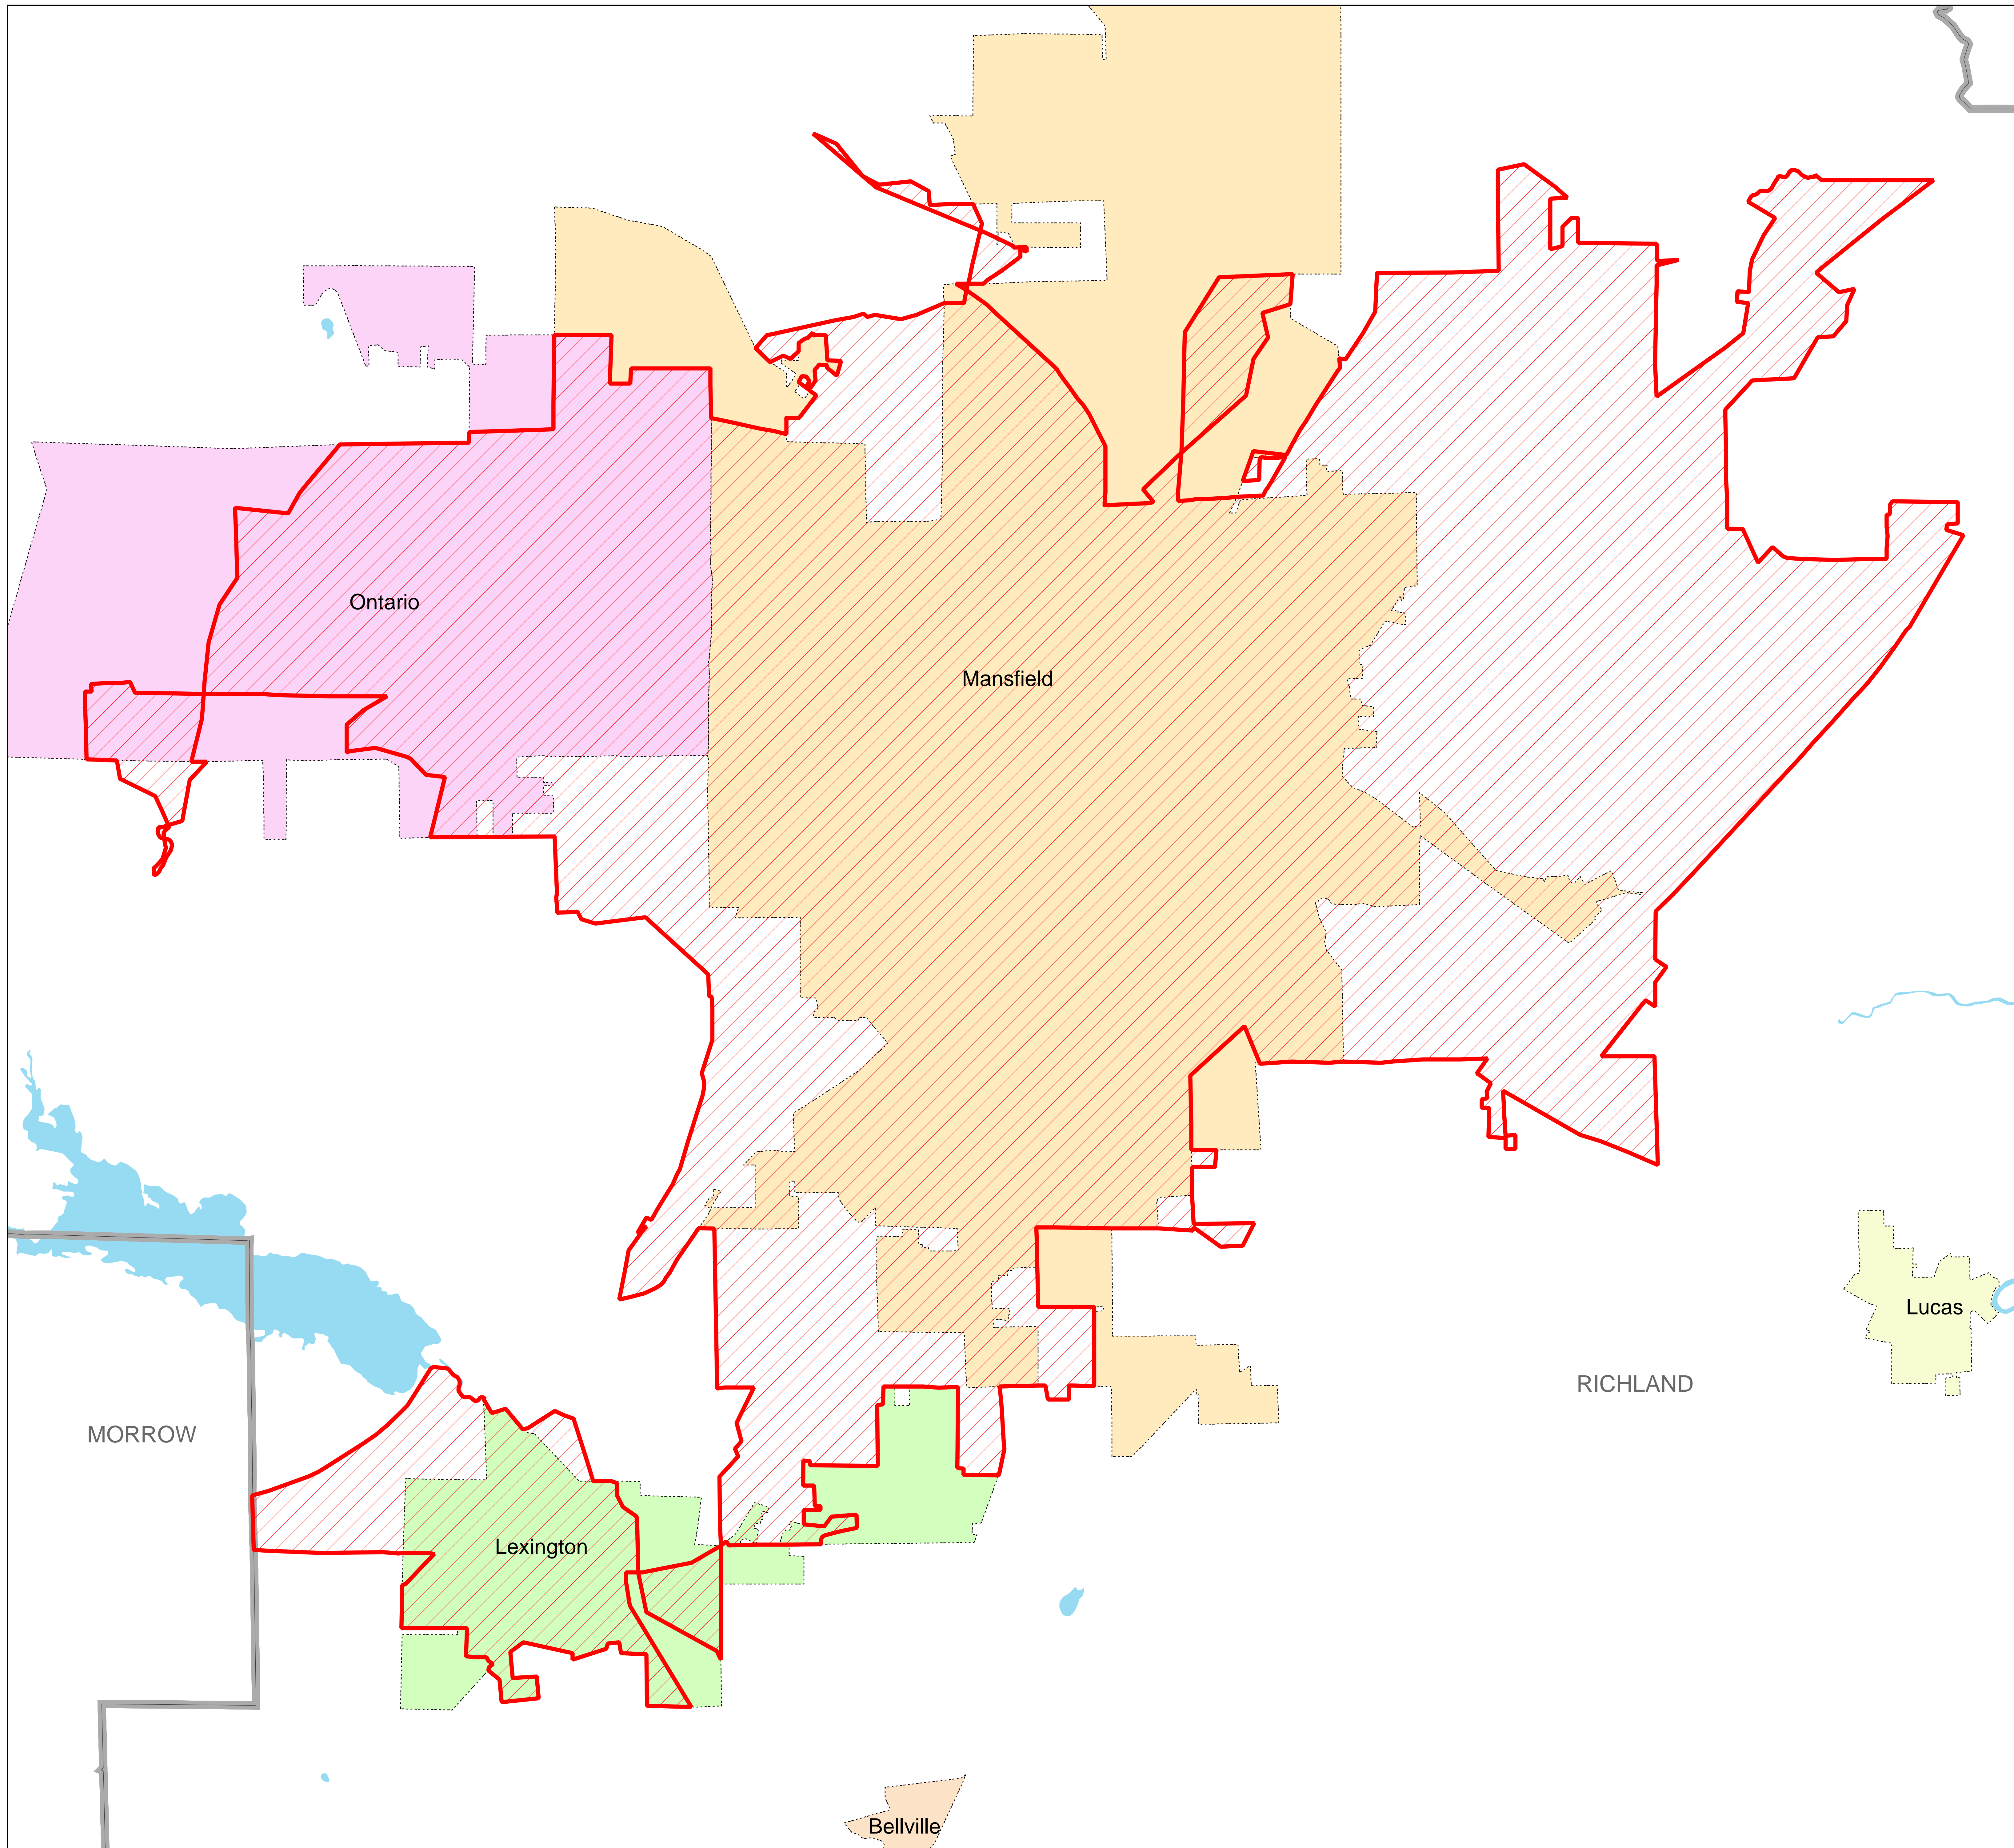 Ontario
Mansfield
Lucas
RICHLAND
MORROW
Lexington
Bellville